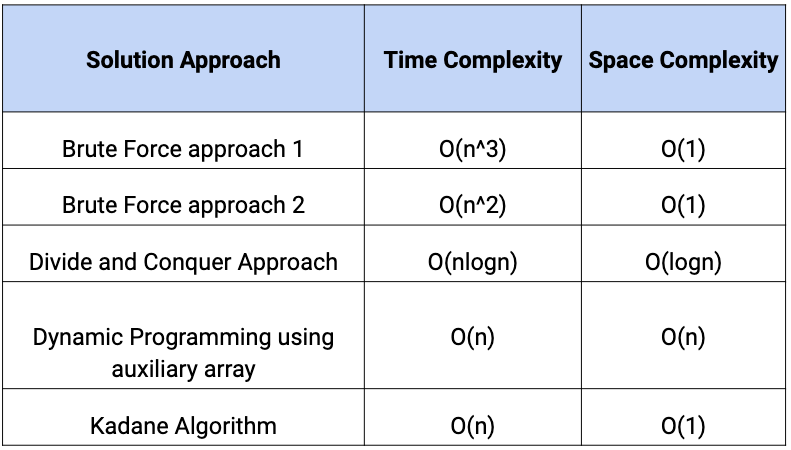 Solution Approach Time Complexity Space Complexity
Brute Force approach 1 O(n^3) O(1)
Brute Force approach 2 O(n^2) O(1)
Divide and Conquer Approach O(nlogn) O(logn)
Dynamic Programming using O(n) O(n)
auxiliary array
Kadane Algorithm O(n) O(1)